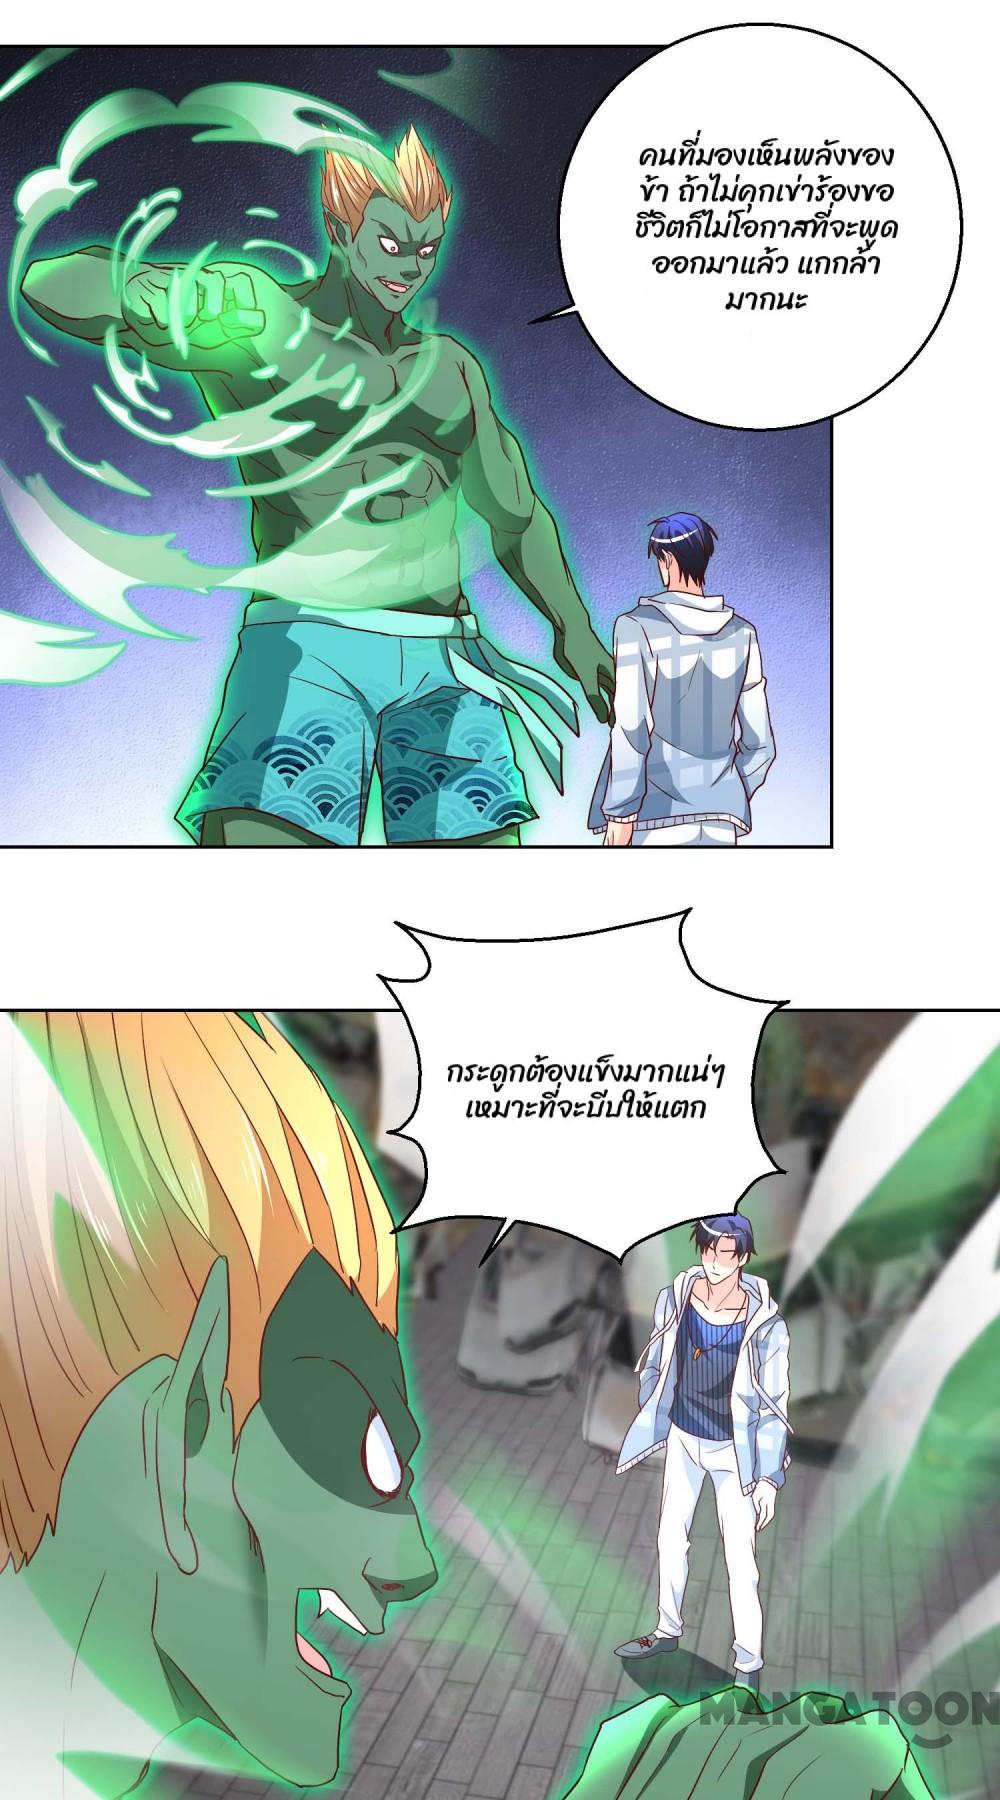 คนที่มองเห็นพลังของ
ข้า ถ้าไม่คุกเข่าร้องขอ
ชีวิตก็ไม่โอกาสที่จะพูด
ออกมาแล้ว แกกล้า
มากนะ
กระดูกต้องแข็งมากแน่ๆ
เหมาะที่จะบีบให้แตก
MANGATOON